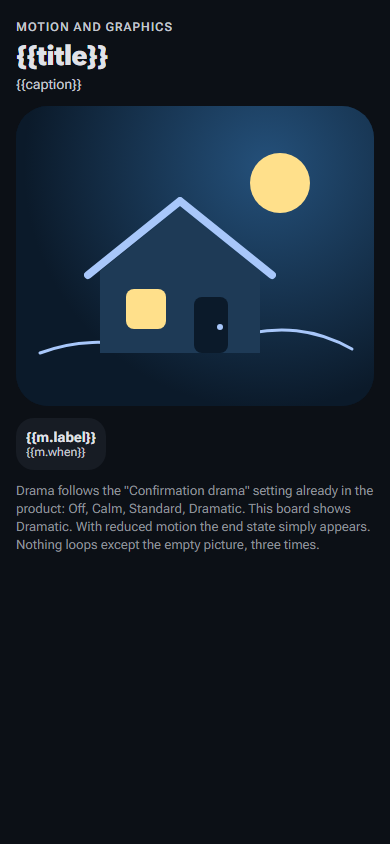 MOTION AND GRAPHICS
{{title}}
{{caption}}
{{m.label}}
{{m.when}}
Drama follows the "Confirmation drama" setting already in the
product: Off, Calm, Standard, Dramatic. This board shows
Dramatic. With reduced motion the end state simply appears.
Nothing loops except the empty picture, three times.